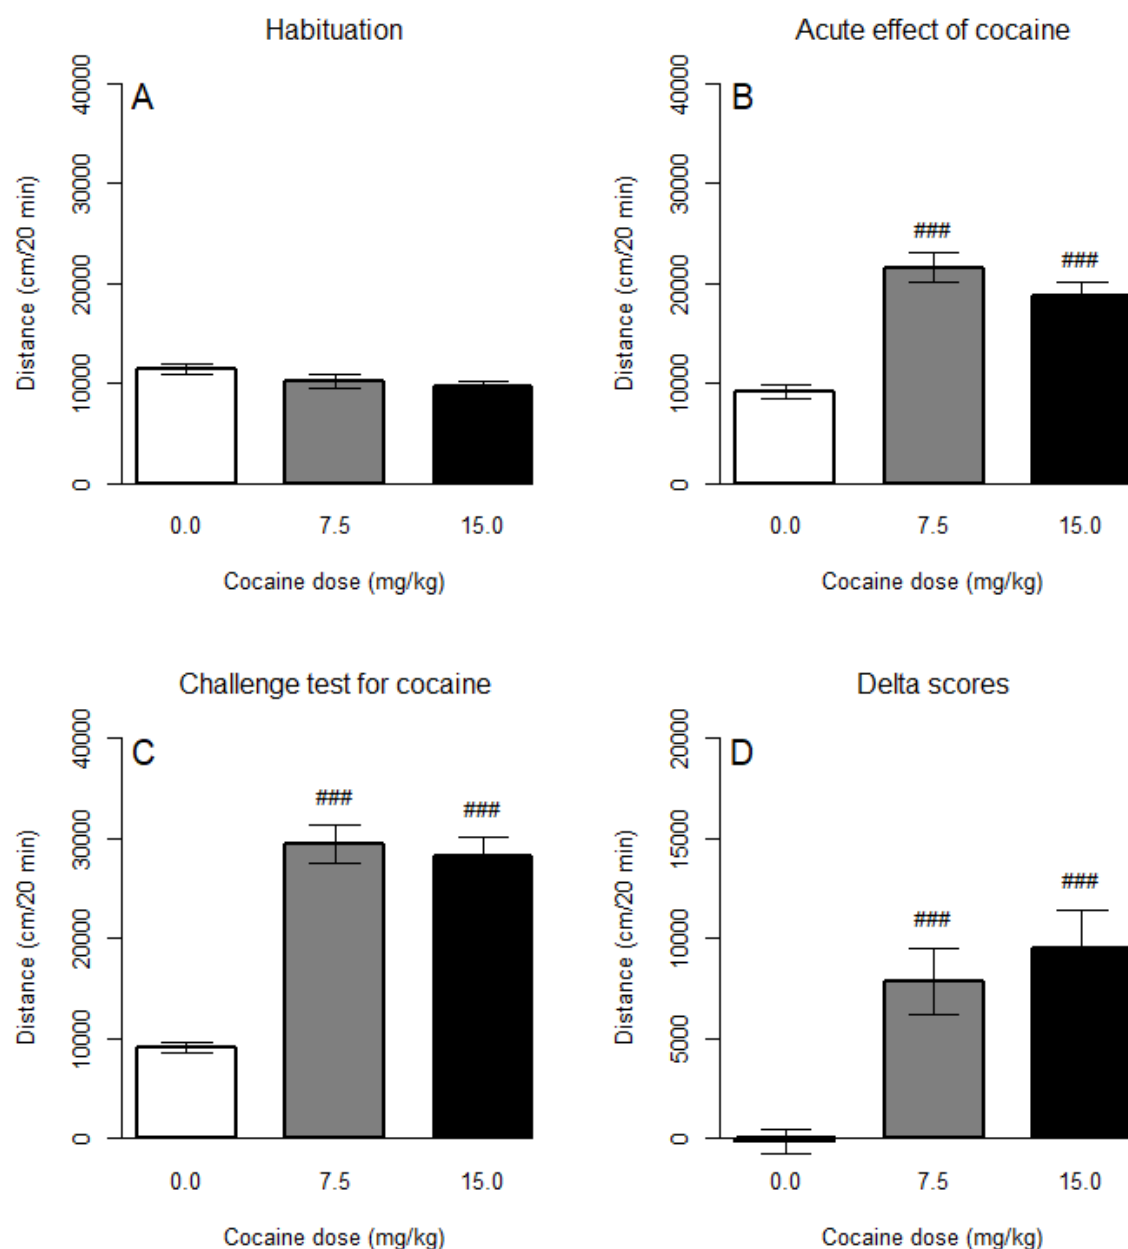 Habituation
A
40000
30000
20000
10000
0
Distance (cm/20 min)
0.0 7.5 15.0
Cocaine dose (mg/kg)
Acute effect of cocaine
B
40000
30000
20000
10000
0
Distance (cm/20 min)
###
###
0.0 7.5 15.0
Cocaine dose (mg/kg)
Challenge test for cocaine
C
40000
30000
20000
10000
0
Distance (cm/20 min)
###
###
0.0 7.5 15.0
Cocaine dose (mg/kg)
Delta scores
D
20000
15000
10000
5000
0
Distance (cm/20 min)
###
###
0.0 7.5 15.0
Cocaine dose (mg/kg)